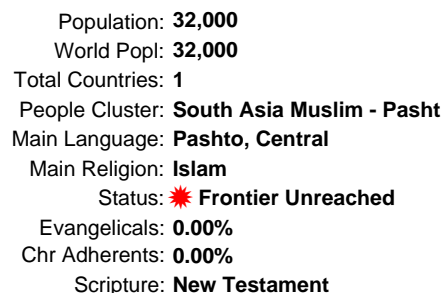 Population: 32,000
World Popl: 32,000
Total Countries: 1
People Cluster: South Asia Muslim - Pasht
Main Language: Pashto, Central
Main Religion: Islam
Status: Frontier Unreached
Evangelicals: 0.00%
Chr Adherents: 0.00%
Scripture: New Testament